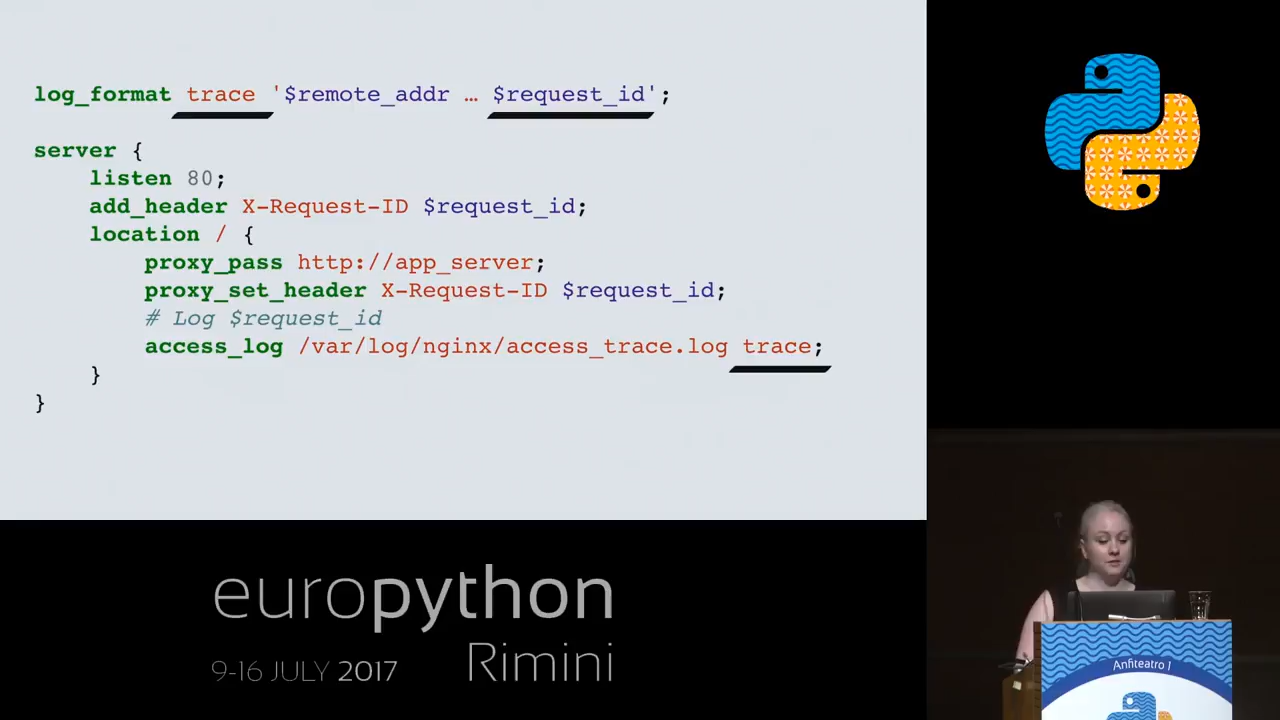 log_format trace '$remote_addr … $request_id';
server {
listen 80;
add_header X-Request-ID $request_id;
location / {
proxy_pass http://app_server;
proxy_set_header X-Request-ID $request_id;
# Log $request_id
access_log /var/log/nginx/access_trace.log trace;
}
}
europython
9-16 JULY 2017 Rimini
Anfiteatro 1